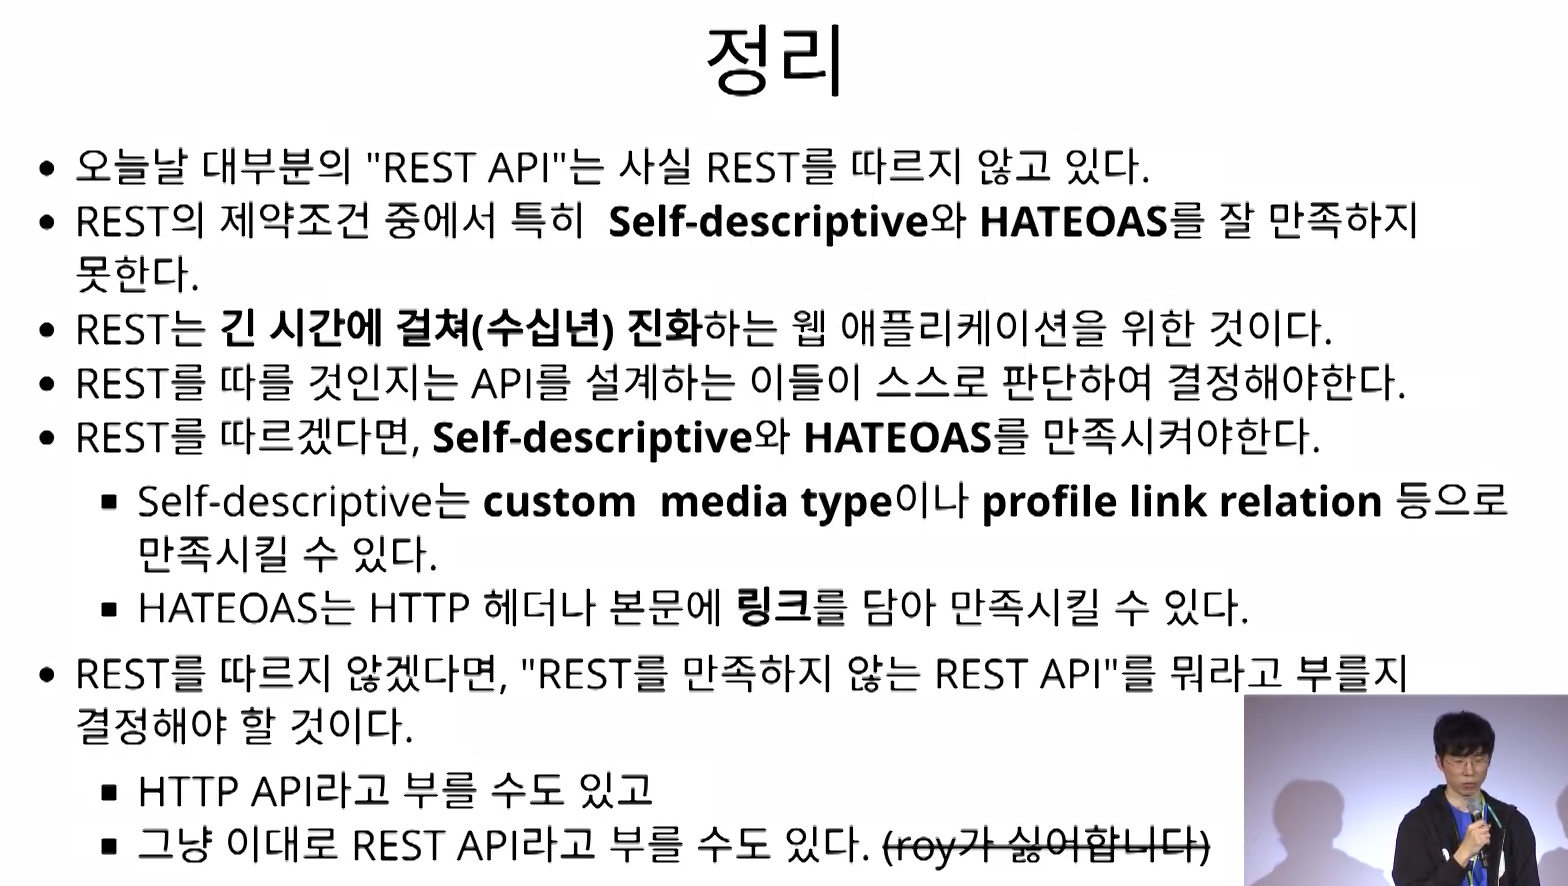 정리
오늘날 대부분의 "REST API"는 사실 REST를 따르지 않고 있다.
REST의 제약조건 중에서 특히 Self-descriptive와 HATEOAS를 잘 만족하지
못한다.
REST는 긴 시간에 걸쳐(수십년) 진화하는 웹 애플리케이션을 위한 것이다.
REST를 따를 것인지는 API를 설계하는 이들이 스스로 판단하여 결정해야한다.
REST를 따르겠다면, Self-descriptive와 HATEOAS를 만족시켜야한다.
Self-descriptive는 custom media type이나 profile link relation 등으로
만족시킬 수 있다.
HATEOAS는 HTTP 헤더나 본문에 링크를 담아 만족시킬 수 있다.
REST를 따르지 않겠다면, "REST를 만족하지 않는 REST API"를 뭐라고 부를지
결정해야 할 것이다.
HTTP API라고 부를 수도 있고
그냥 이대로 REST API라고 부를 수도 있다. (roy가 싫어합니다)